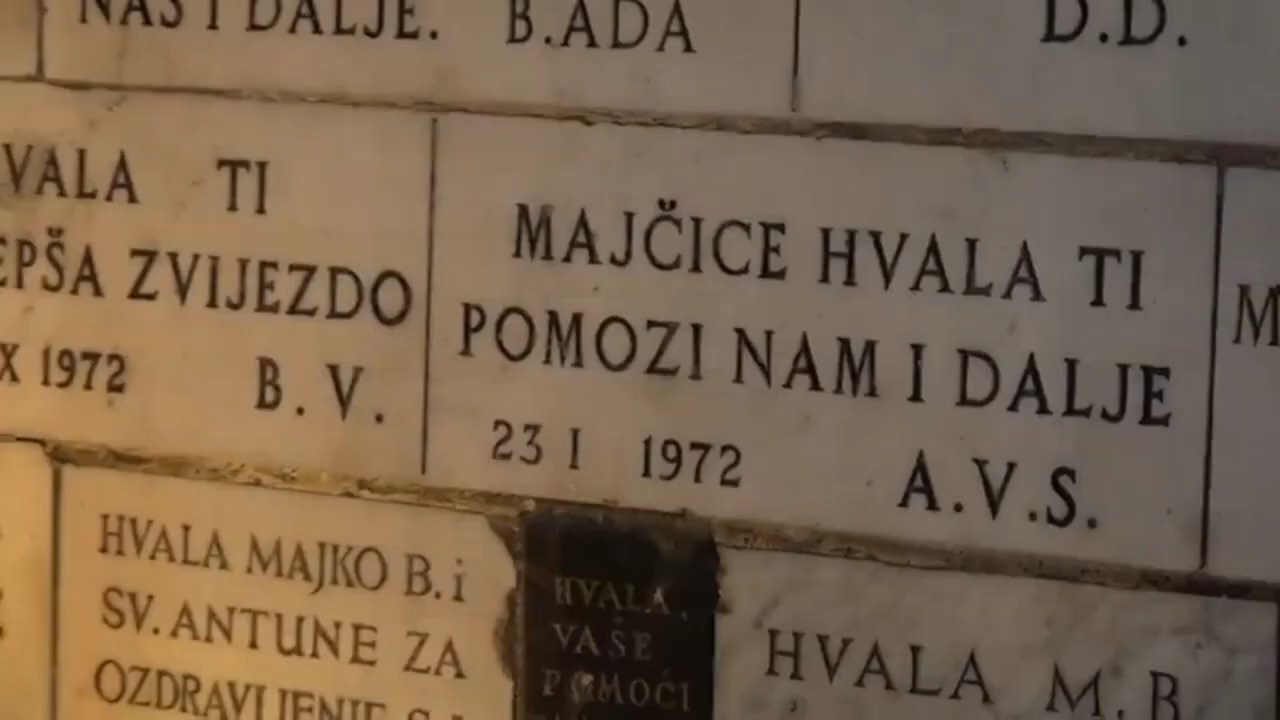 NAS I DALJE. B.ADA
D.D.
VALA TI
EPŠA ZVIJEZDO
X 1972 B. V.
MAJČICE HVALA TI
POMOZI NAM I DALJE
23 I 1972 A.V.S.
M
HVALA MAJKO B. i
SV. ANTUNE ZA
OZDRAVLJENJE
HVALA
VAŠE
POMOĆI
HVALA M. B